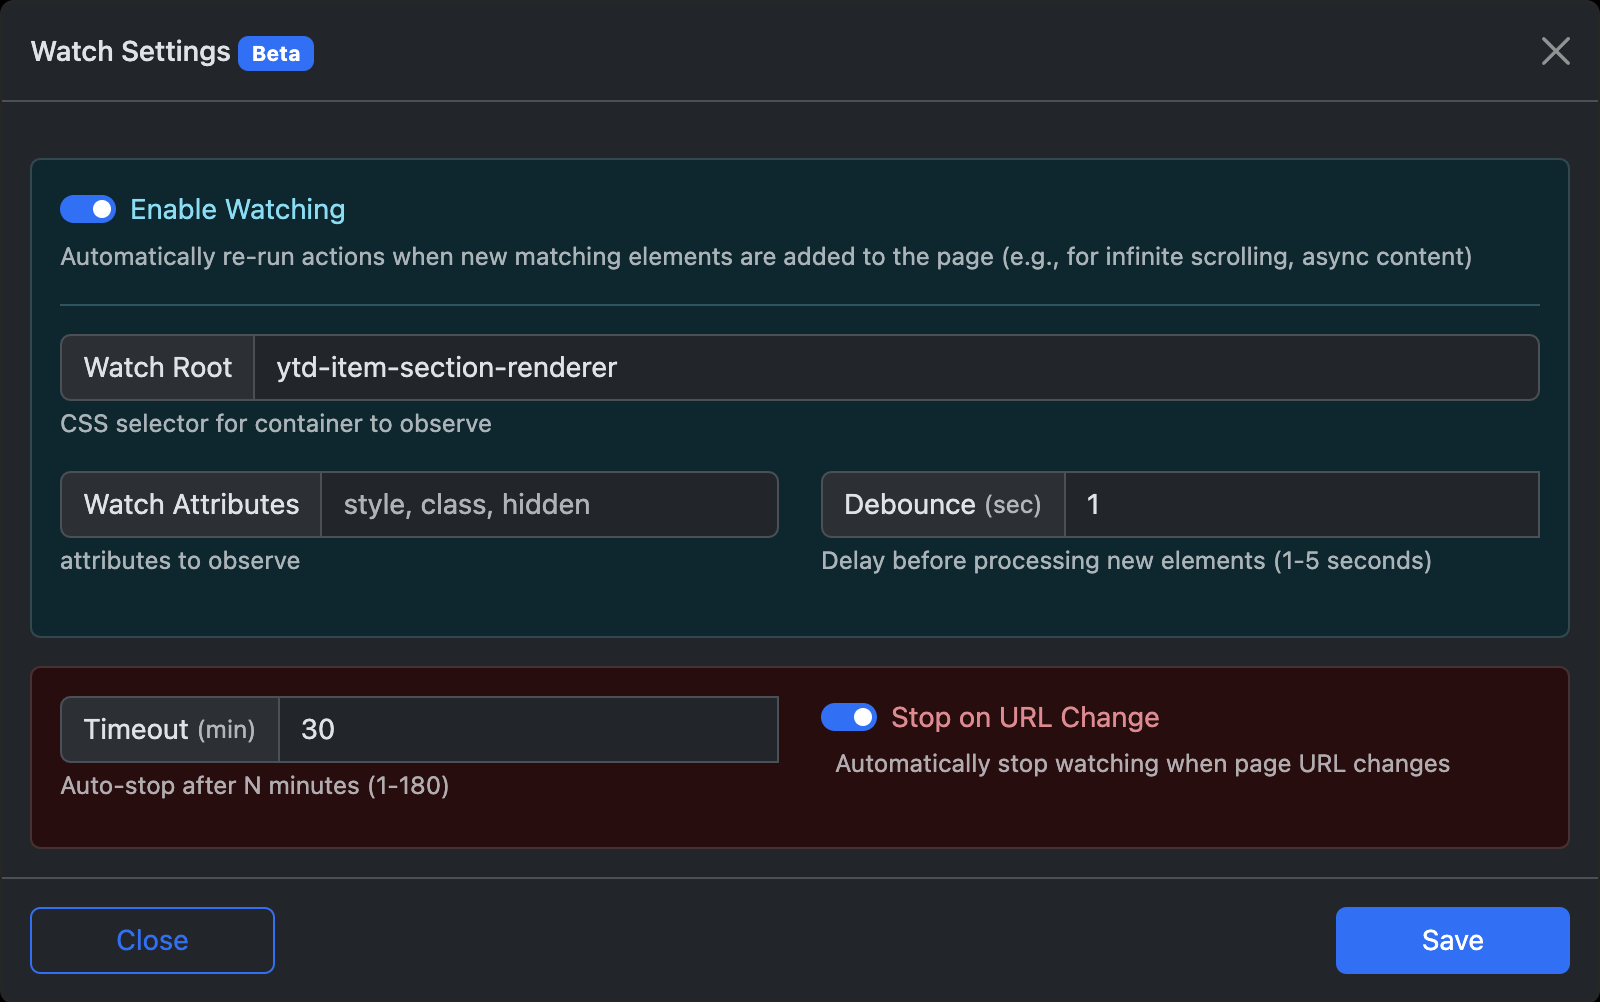 Watch Settings Beta
Enable Watching
Automatically re-run actions when new matching elements are added to the page (e.g., for infinite scrolling, async content)
Watch Root ytd-item-section-renderer
CSS selector for container to observe
Watch Attributes style, class, hidden
attributes to observe
Debounce (sec) 1
Delay before processing new elements (1-5 seconds)
Timeout (min) 30
Auto-stop after N minutes (1-180)
Stop on URL Change
Automatically stop watching when page URL changes
Close
Save